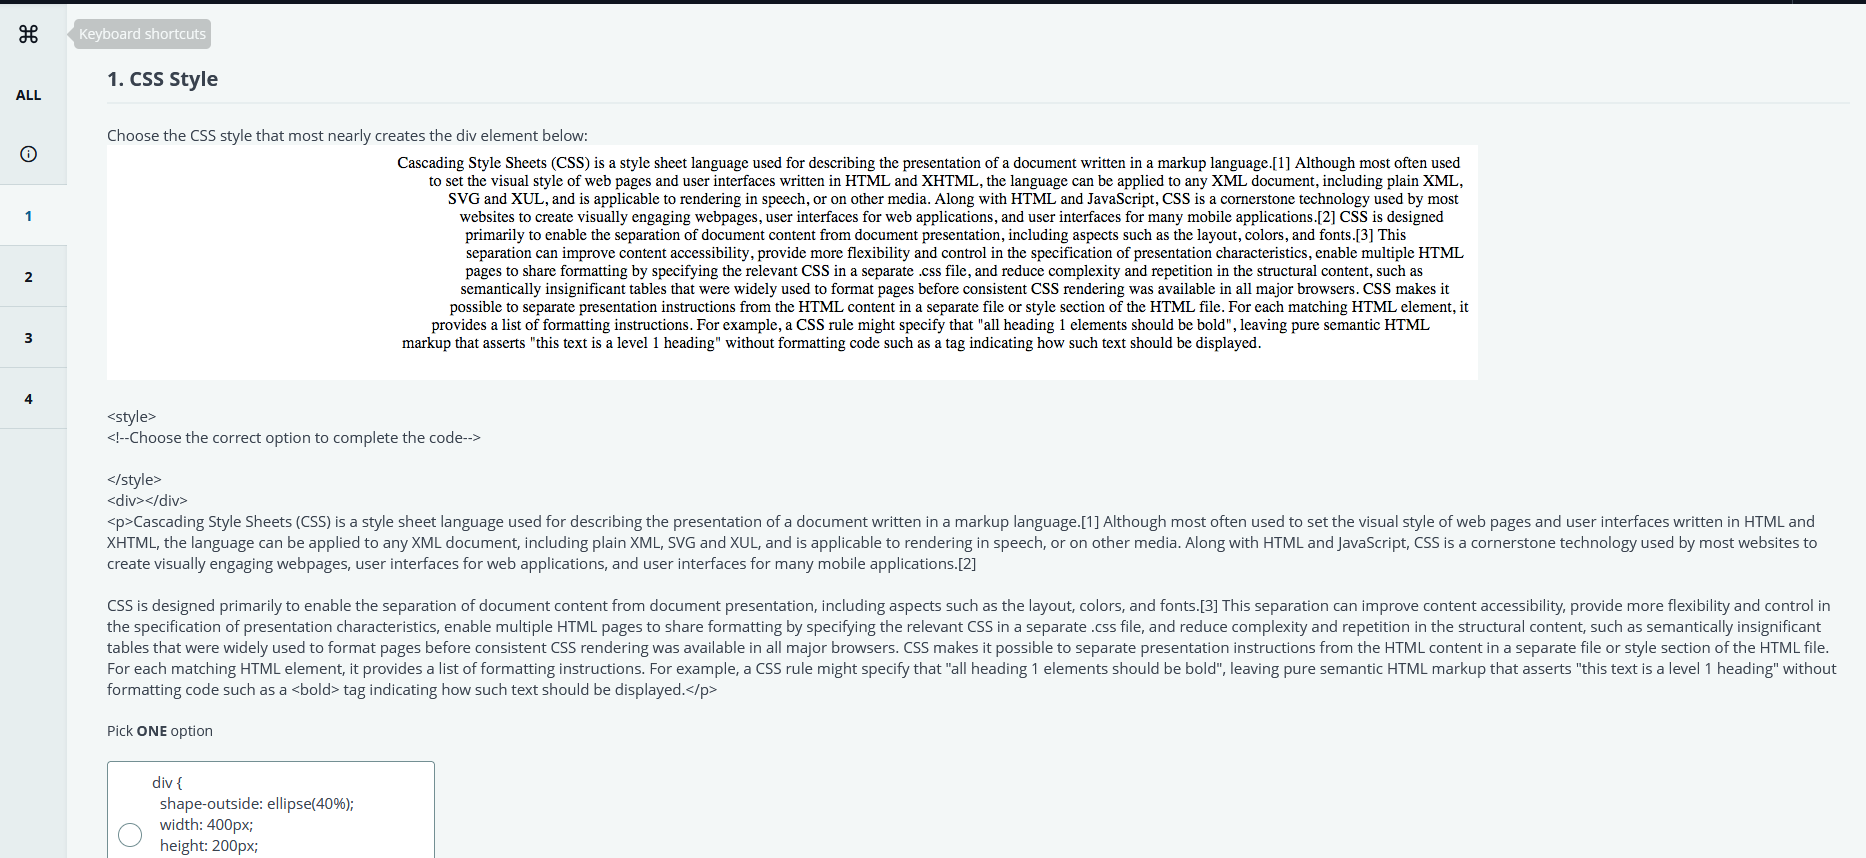 ⌘
Keyboard shortcuts
ALL
1
2
3
4
1. CSS Style
Choose the CSS style that most nearly creates the div element below:
Cascading Style Sheets (CSS) is a style sheet language used for describing the presentation of a document written in a markup language.[1] Although most often used
to set the visual style of web pages and user interfaces written in HTML and XHTML, the language can be applied to any XML document, including plain XML,
SVG and XUL, and is applicable to rendering in speech, or on other media. Along with HTML and JavaScript, CSS is a cornerstone technology used by most
websites to create visually engaging webpages, user interfaces for web applications, and user interfaces for many mobile applications.[2] CSS is designed
primarily to enable the separation of document content from document presentation, including aspects such as the layout, colors, and fonts.[3] This
separation can improve content accessibility, provide more flexibility and control in the specification of presentation characteristics, enable multiple HTML
pages to share formatting by specifying the relevant CSS in a separate .css file, and reduce complexity and repetition in the structural content, such as
semantically insignificant tables that were widely used to format pages before consistent CSS rendering was available in all major browsers. CSS makes it
possible to separate presentation instructions from the HTML content in a separate file or style section of the HTML file. For each matching HTML element, it
provides a list of formatting instructions. For example, a CSS rule might specify that "all heading 1 elements should be bold", leaving pure semantic HTML
markup that asserts "this text is a level 1 heading" without formatting code such as a tag indicating how such text should be displayed.
<style>
<!--Choose the correct option to complete the code-->
</style>
<div></div>
<p>Cascading Style Sheets (CSS) is a style sheet language used for describing the presentation of a document written in a markup language.[1] Although most often used to set the visual style of web pages and user interfaces written in HTML and
XHTML, the language can be applied to any XML document, including plain XML, SVG and XUL, and is applicable to rendering in speech, or on other media. Along with HTML and JavaScript, CSS is a cornerstone technology used by most websites to
create visually engaging webpages, user interfaces for web applications, and user interfaces for many mobile applications.[2]
CSS is designed primarily to enable the separation of document content from document presentation, including aspects such as the layout, colors, and fonts.[3] This separation can improve content accessibility, provide more flexibility and control in
the specification of presentation characteristics, enable multiple HTML pages to share formatting by specifying the relevant CSS in a separate .css file, and reduce complexity and repetition in the structural content, such as semantically insignificant
tables that were widely used to format pages before consistent CSS rendering was available in all major browsers. CSS makes it possible to separate presentation instructions from the HTML content in a separate file or style section of the HTML file.
For each matching HTML element, it provides a list of formatting instructions. For example, a CSS rule might specify that "all heading 1 elements should be bold", leaving pure semantic HTML markup that asserts "this text is a level 1 heading" without
formatting code such as a <bold> tag indicating how such text should be displayed.</p>
Pick ONE option
div {
shape-outside: ellipse(40%);
width: 400px;
height: 200px;